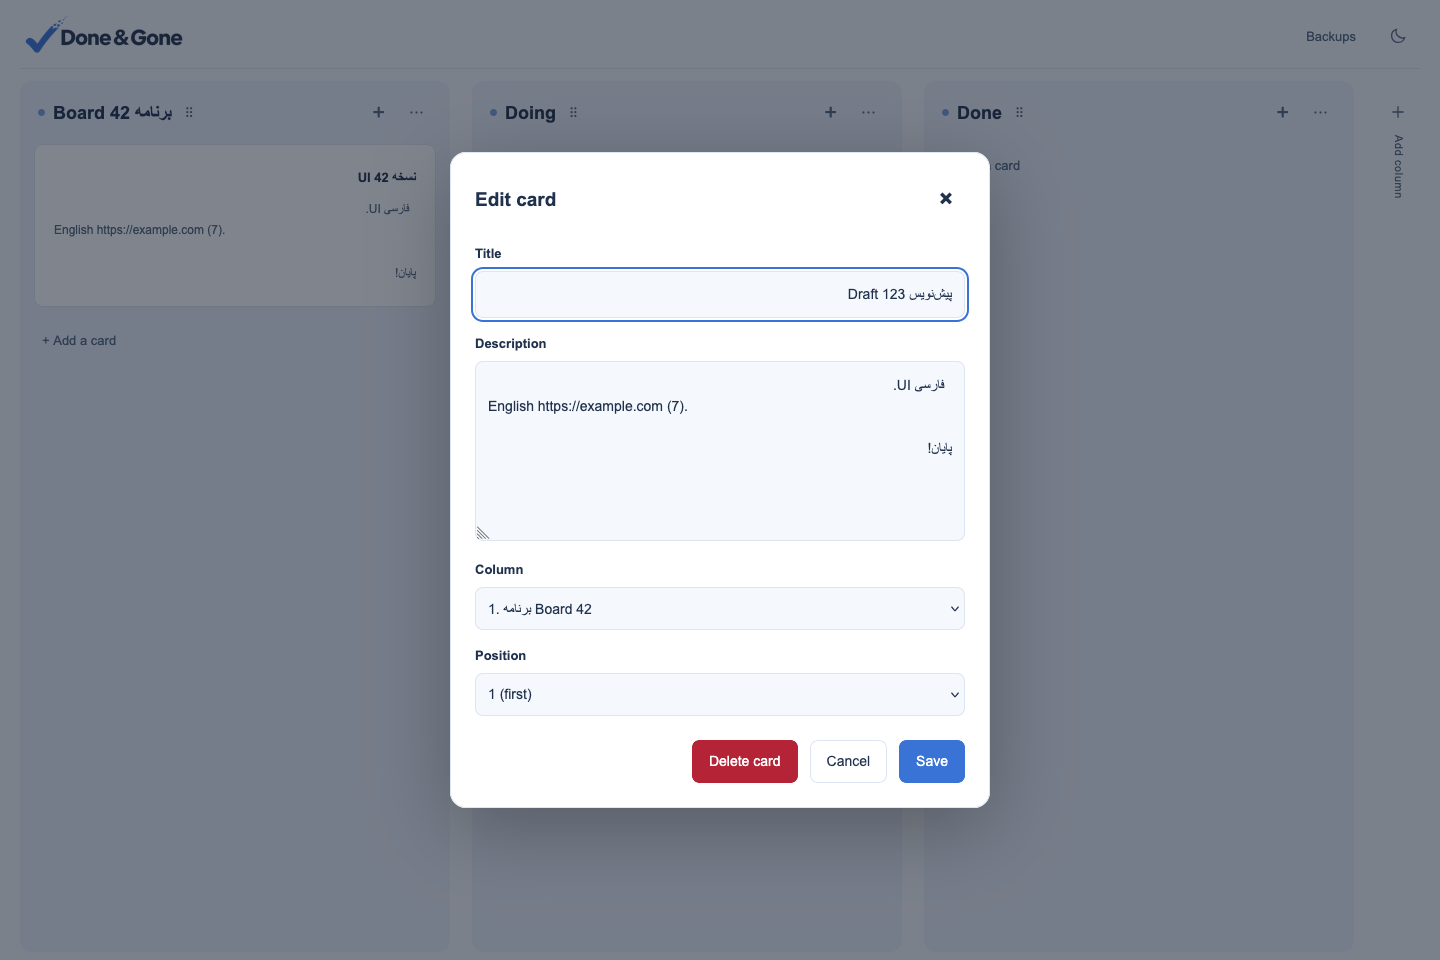 Done & Gone
Backups
برنامه Board 42
Doing
Done
Add column
نسخه UI 42
فارسی UI.
English https://example.com (7).
پایان!
+ Add a card
card
Edit card
Title
پیش‌نویس Draft 123
Description
فارسی UI.
English https://example.com (7).
پایان!
Column
1. برنامه Board 42
Position
1 (first)
Delete card
Cancel
Save